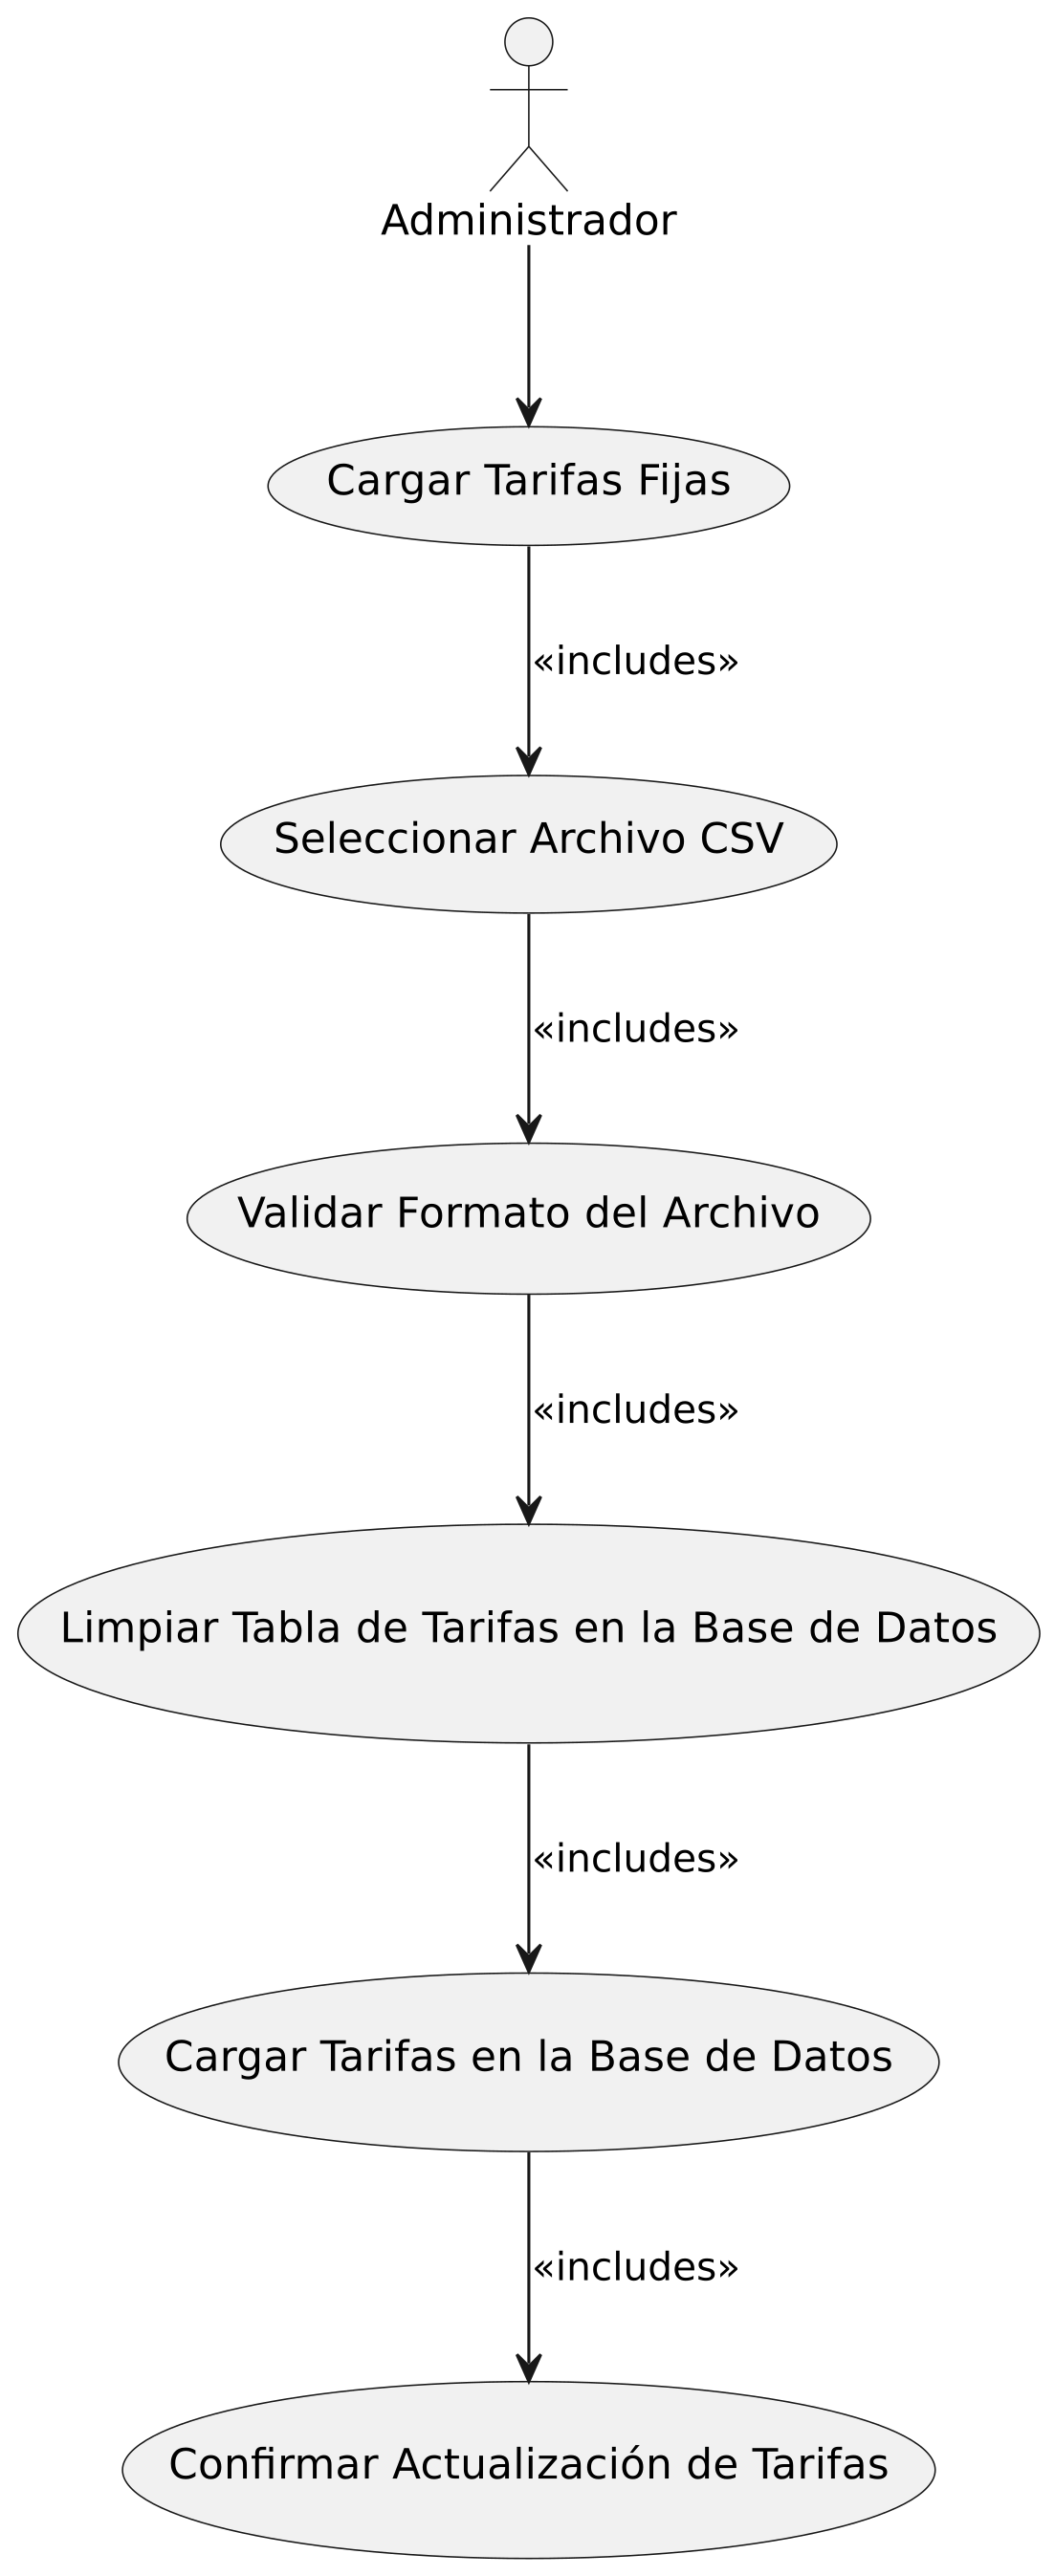 Administrador
Cargar Tarifas Fijas
«includes»
Seleccionar Archivo CSV
«includes»
Validar Formato del Archivo
«includes»
Limpiar Tabla de Tarifas en la Base de Datos
«includes»
Cargar Tarifas en la Base de Datos
«includes»
Confirmar Actualización de Tarifas